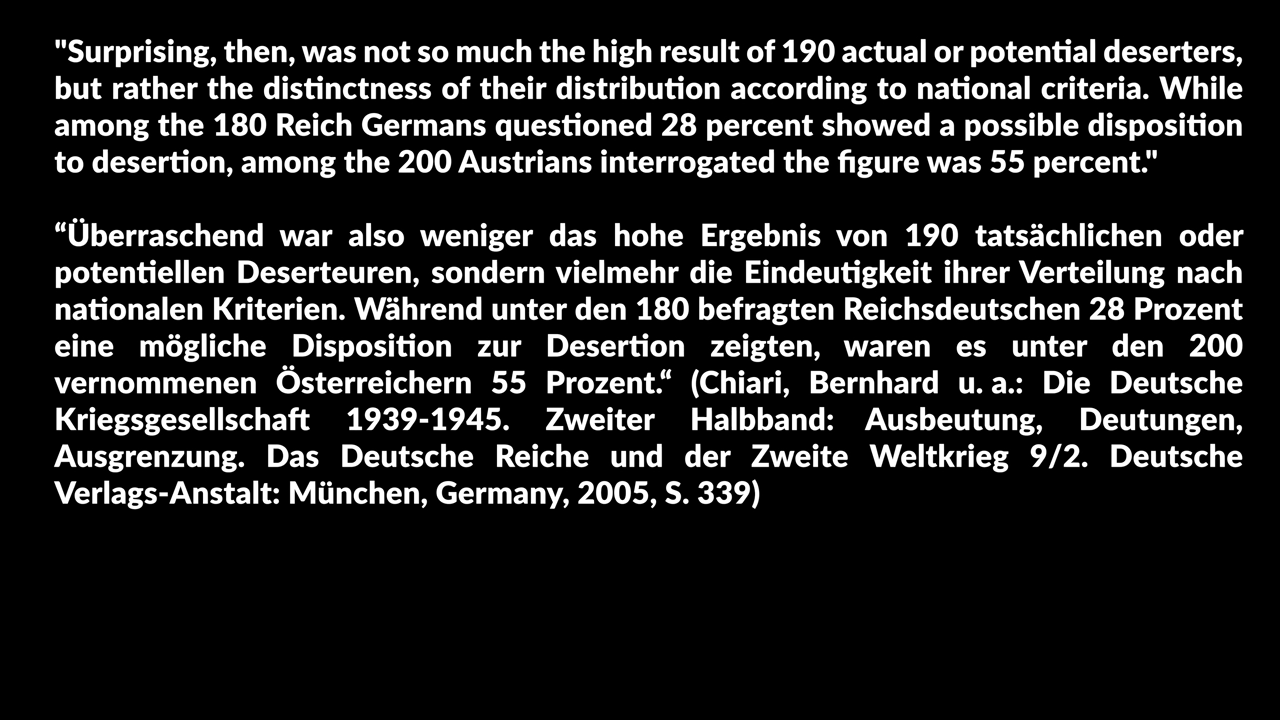 "Surprising, then, was not so much the high result of 190 actual or potential deserters,
but rather the distinctness of their distribution according to national criteria. While
among the 180 Reich Germans questioned 28 percent showed a possible disposition
to desertion, among the 200 Austrians interrogated the figure was 55 percent."
“Überraschend war also weniger das hohe Ergebnis von 190 tatsächlichen oder
potentiellen Deserteuren, sondern vielmehr die Eindeutigkeit ihrer Verteilung nach
nationalen Kriterien. Während unter den 180 befragten Reichsdeutschen 28 Prozent
eine mögliche Disposition zur Desertion zeigten, waren es unter den 200
vernommenen Österreichern 55 Prozent.“ (Chiari, Bernhard u. a.: Die Deutsche
Kriegsgesellschaft 1939-1945. Zweiter Halbband: Ausbeutung, Deutungen,
Ausgrenzung. Das Deutsche Reiche und der Zweite Weltkrieg 9/2. Deutsche
Verlags-Anstalt: München, Germany, 2005, S. 339)